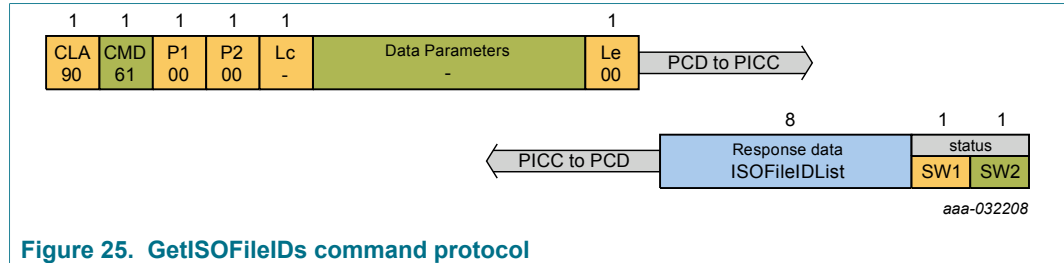 1 1 1 1 1 1
CLA CMD P1 P2 Lc Data Parameters Le
90 61 00 00 - - 00
PCD to PICC
8 1 1
PICC to PCD
Response data
ISOFileIDList
status
SW1 SW2
aaa-032208
Figure 25. GetISOFileIDs command protocol